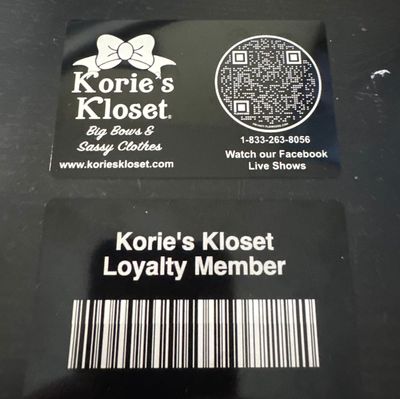 Korie's
Kloset®
Big Bows &
Sassy Clothes
www.korieskloset.com
1-833-263-8056
Watch our Facebook
Live Shows
Korie's Kloset
Loyalty Member